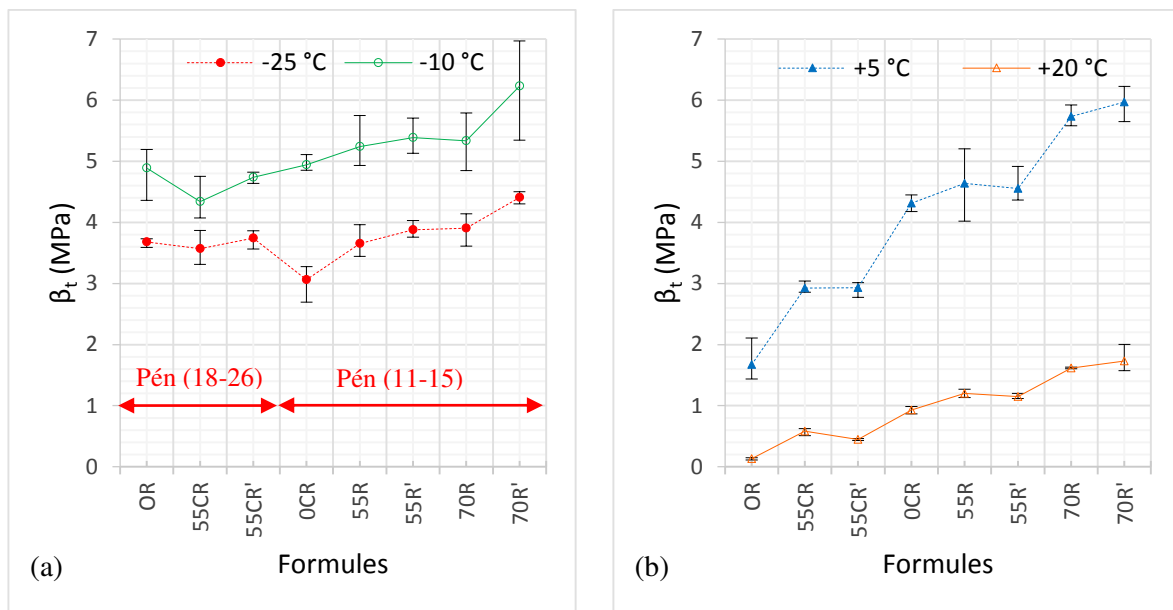 -25 °C
-10 °C
7
6
5
4
3
2
1
0
βt (MPa)
Pén (18-26)
Pén (11-15)
OR
55CR
55CR'
0CR
55R
55R'
70R
70R'
Formules
(a)
+5 °C
+20 °C
7
6
5
4
3
2
1
0
βt (MPa)
OR
55CR
55CR'
0CR
55R
55R'
70R
70R'
Formules
(b)